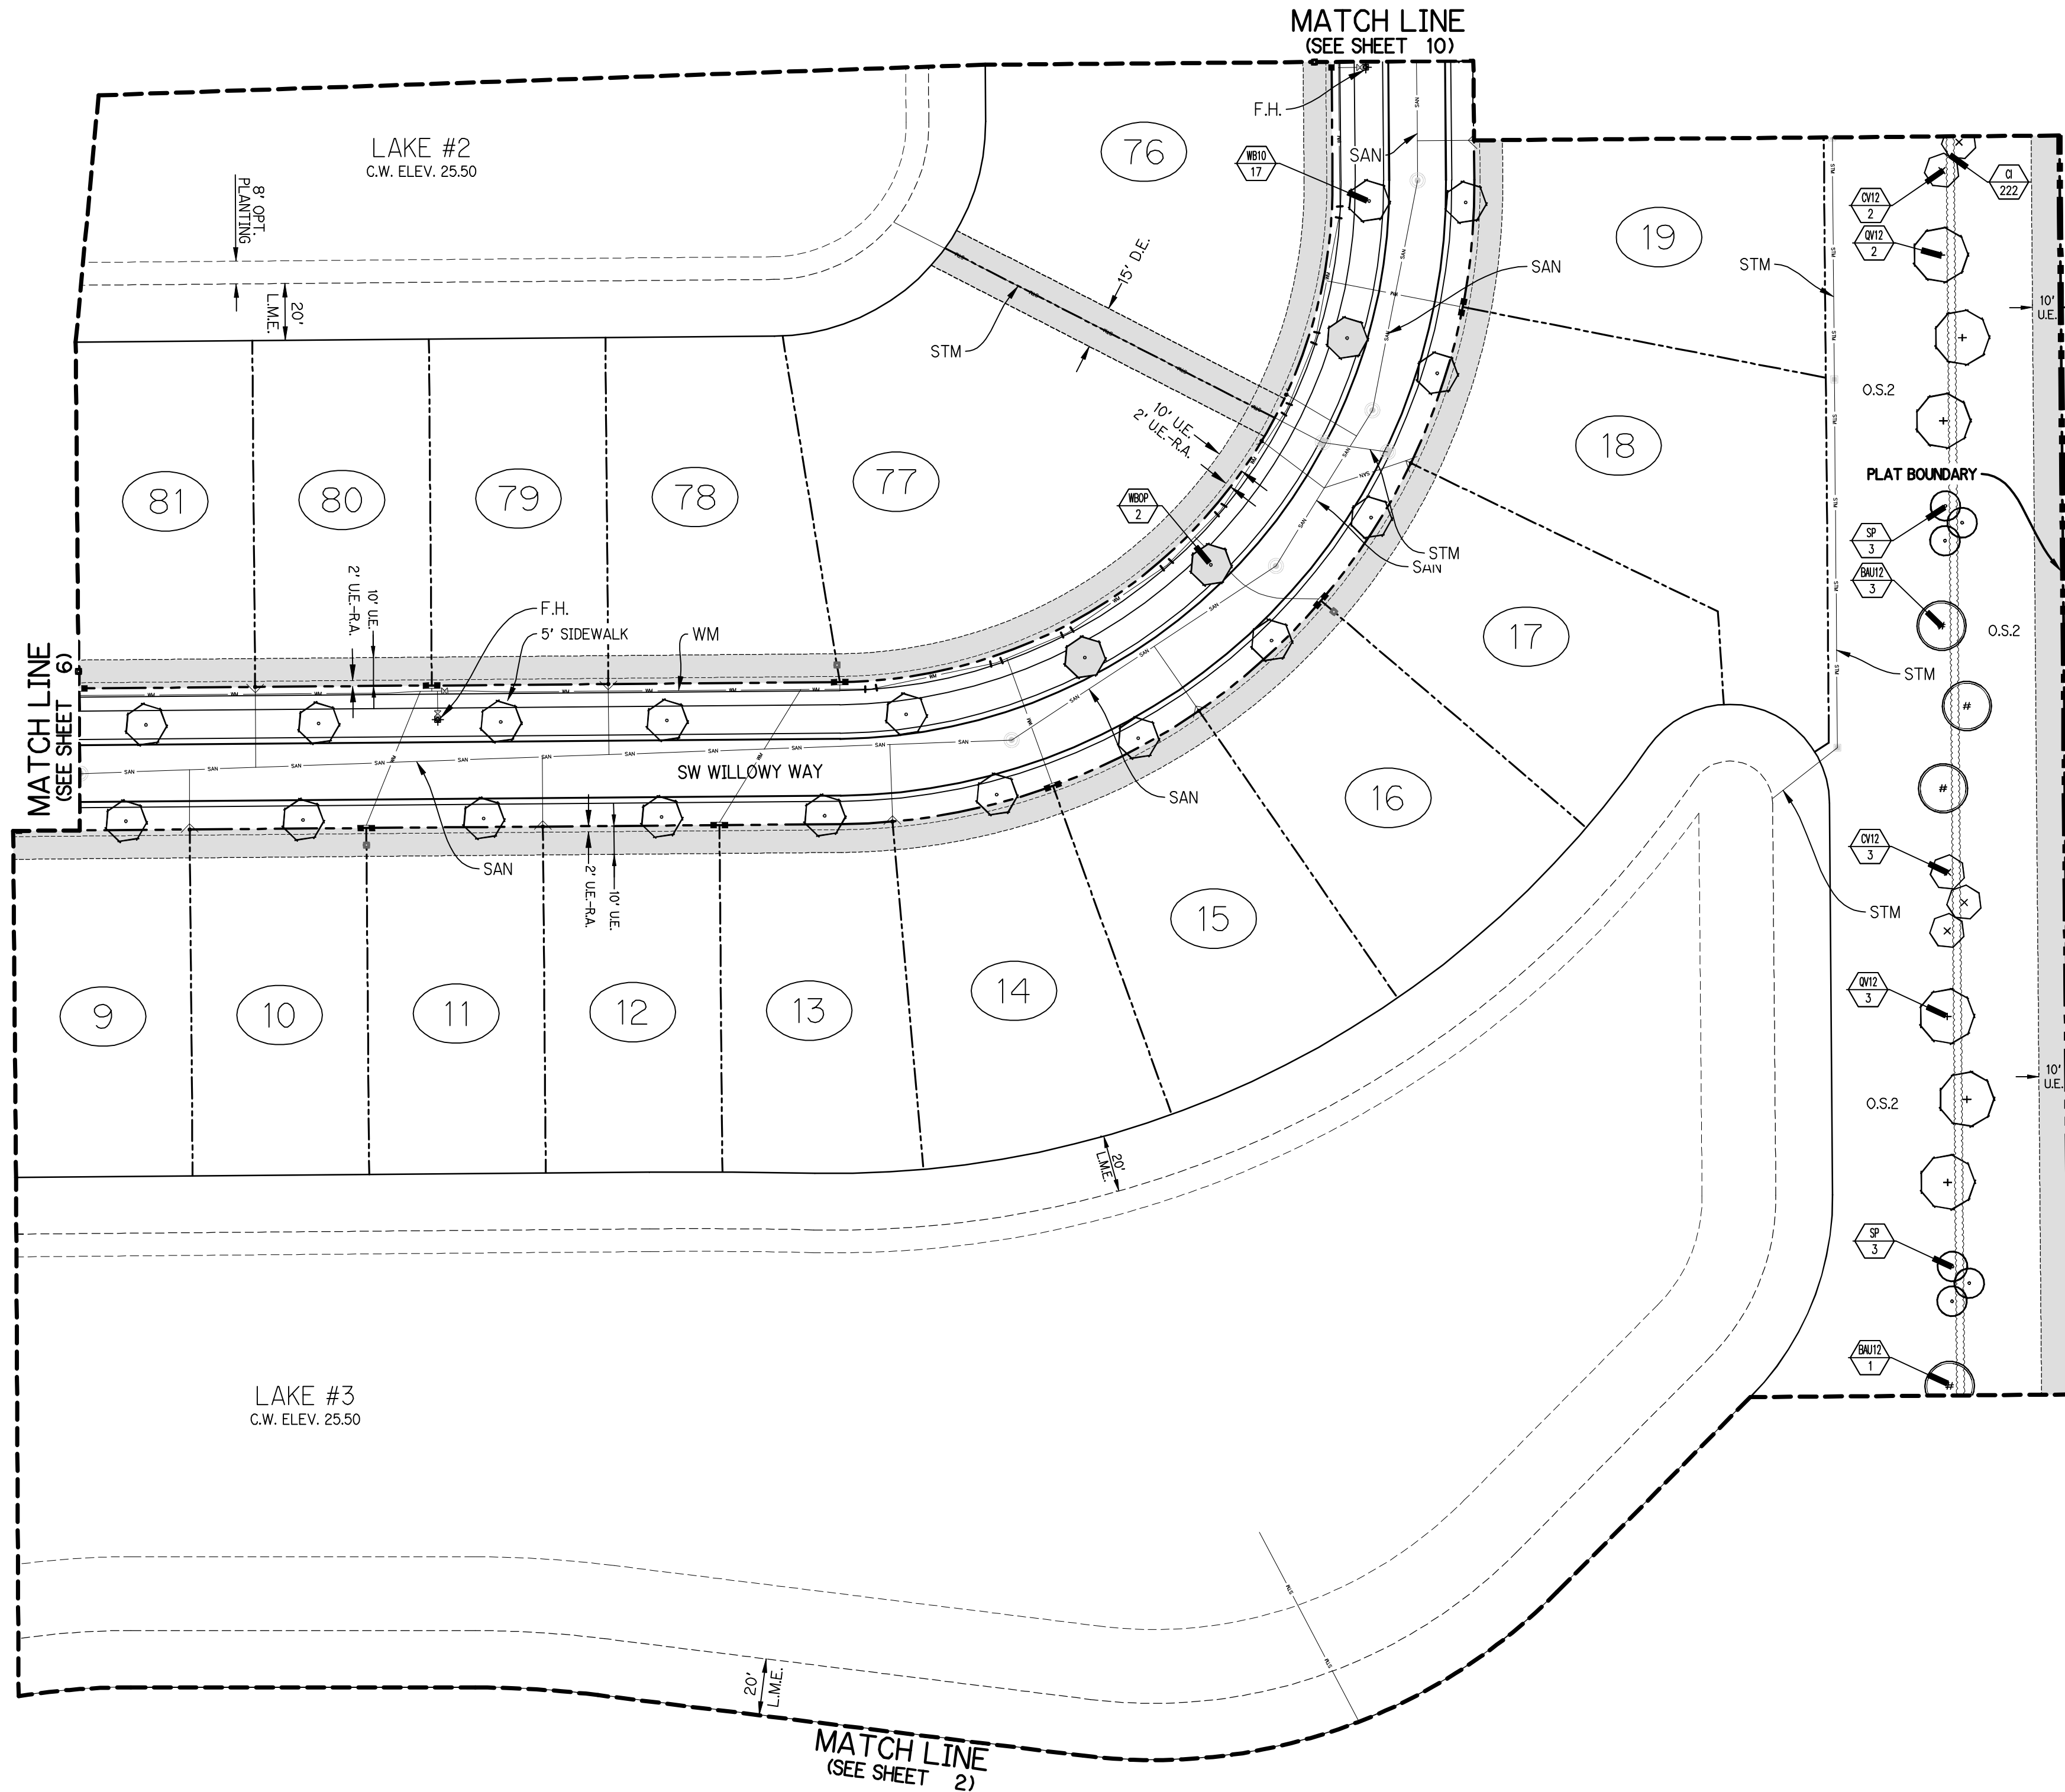 MATCH LINE
(SEE SHEET 10)
F.H.
LAKE #2
C.W. ELEV. 25.50
76
WB10
17
SAN
CI
222
CV12
2
QV12
2
19
8' OPT.
PLANTING
20'
L.M.E.
15' D.E.
SAN
STM
10'
U.E.
STM
O.S.2
10' U.E.
2' U.E.-R.A.
18
PLAT BOUNDARY
81
80
79
78
77
WBOP
2
STM
SAN
SP
3
BAU12
3
O.S.2
2' U.E.-R.A.
10' U.E.
F.H.
5' SIDEWALK
WM
17
STM
MATCH LINE
(SEE SHEET 6)
SW WILLOWY WAY
SAN
16
CV12
3
SAN
2' U.E.-R.A.
10' U.E.
15
STM
9
10
11
12
13
14
QV12
3
10'
U.E.
O.S.2
20'
L.M.E.
SP
3
BAU12
1
LAKE #3
C.W. ELEV. 25.50
20'
L.M.E.
MATCH LINE
(SEE SHEET 2)